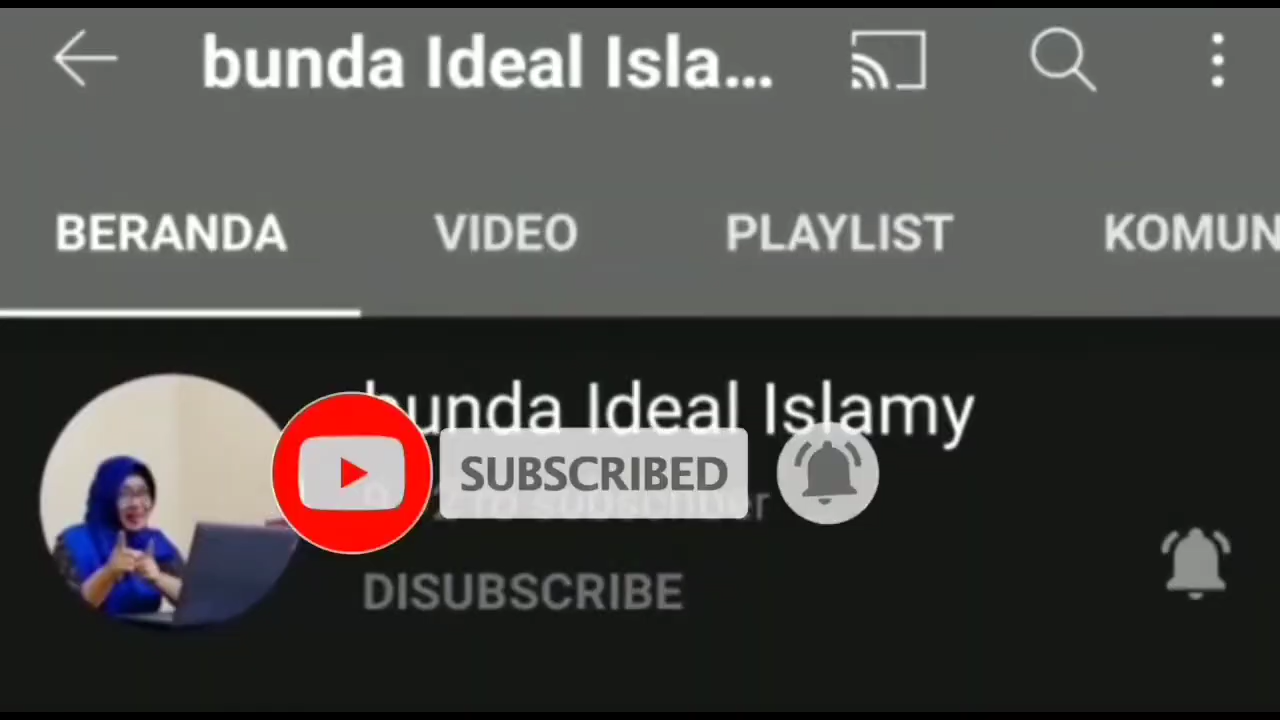 bunda Ideal Isla...
BERANDA VIDEO PLAYLIST KOMUN
bunda Ideal Islamy
SUBSCRIBED
DISUBSCRIBE